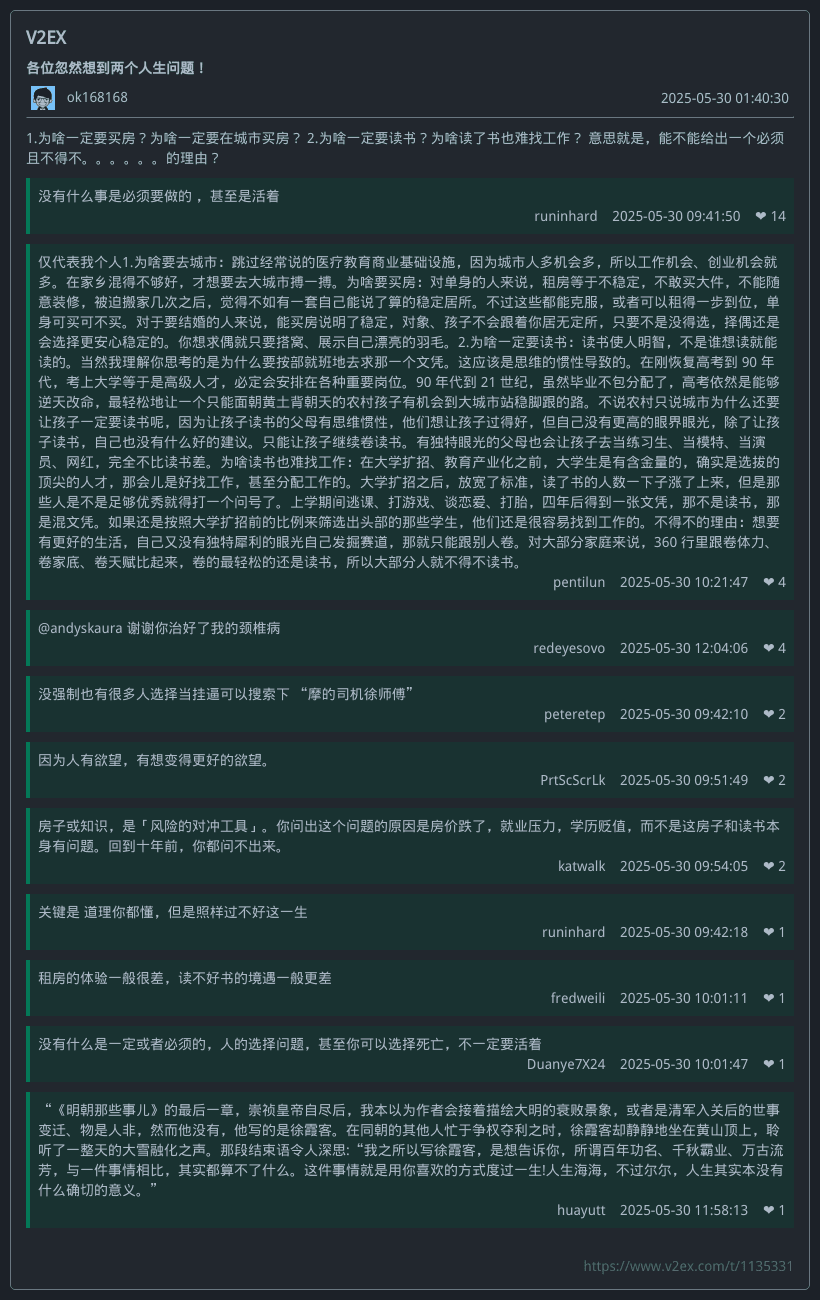 V2EX
各位忽然想到两个人生问题！
ok168168
2025-05-30 01:40:30
1.为啥一定要买房？为啥一定要在城市买房？ 2.为啥一定要读书？为啥读了书也难找工作？ 意思就是，能不能给出一个必须
且不得不。。。。。。的理由？
没有什么事是必须要做的 ，甚至是活着
runinhard 2025-05-30 09:41:50 ❤ 14
仅代表我个人1.为啥要去城市：跳过经常说的医疗教育商业基础设施，因为城市人多机会多，所以工作机会、创业机会就
多。在家乡混得不够好，才想要去大城市搏一搏。为啥要买房：对单身的人来说，租房等于不稳定，不敢买大件，不能随
意装修，被迫搬家几次之后，觉得不如有一套自己能说了算的稳定居所。不过这些都能克服，或者可以租得一步到位，单
身可买可不买。对于要结婚的人来说，能买房说明了稳定，对象、孩子不会跟着你居无定所，只要不是没得选，择偶还是
会选择更安心稳定的。你想求偶就只要搭窝、展示自己漂亮的羽毛。2.为啥一定要读书：读书使人明智，不是谁想读就能
读的。当然我理解你思考的是为什么要按部就班地去求那一个文凭。这应该是思维的惯性导致的。在刚恢复高考到 90 年
代，考上大学等于是高级人才，必定会安排在各种重要岗位。90 年代到 21 世纪，虽然毕业不包分配了，高考依然是能够
逆天改命，最轻松地让一个只能面朝黄土背朝天的农村孩子有机会到大城市站稳脚跟的路。不说农村只说城市为什么还要
让孩子一定要读书呢，因为让孩子读书的父母有思维惯性，他们想让孩子过得好，但自己没有更高的眼界眼光，除了让孩
子读书，自己也没有什么好的建议。只能让孩子继续卷读书。有独特眼光的父母也会让孩子去当练习生、当模特、当演
员、网红，完全不比读书差。为啥读书也难找工作：在大学扩招、教育产业化之前，大学生是有含金量的，确实是选拔的
顶尖的人才，那会儿是好找工作，甚至分配工作的。大学扩招之后，放宽了标准，读了书的人数一下子涨了上来，但是那
些人是不是足够优秀就得打一个问号了。上学期间逃课、打游戏、谈恋爱、打胎，四年后得到一张文凭，那不是读书，那
是混文凭。如果还是按照大学扩招前的比例来筛选出头部的那些学生，他们还是很容易找到工作的。不得不的理由：想要
有更好的生活，自己又没有独特犀利的眼光自己发掘赛道，那就只能跟别人卷。对大部分家庭来说，360 行里跟卷体力、
卷家底、卷天赋比起来，卷的最轻松的还是读书，所以大部分人就不得不读书。
pentilun 2025-05-30 10:21:47 ❤ 4
@andyskaura 谢谢你治好了我的颈椎病
redeyesovo 2025-05-30 12:04:06 ❤ 4
没强制也有很多人选择当挂逼可以搜索下 “摩的司机徐师傅”
peteretep 2025-05-30 09:42:10 ❤ 2
因为人有欲望，有想变得更好的欲望。
PrtScScrLk 2025-05-30 09:51:49 ❤ 2
房子或知识，是「风险的对冲工具」。你问出这个问题的原因是房价跌了，就业压力，学历贬值，而不是这房子和读书本
身有问题。回到十年前，你都问不出来。
katwalk 2025-05-30 09:54:05 ❤ 2
关键是 道理你都懂，但是照样过不好这一生
runinhard 2025-05-30 09:42:18 ❤ 1
租房的体验一般很差，读不好书的境遇一般更差
fredweili 2025-05-30 10:01:11 ❤ 1
没有什么是一定或者必须的，人的选择问题，甚至你可以选择死亡，不一定要活着
Duanye7X24 2025-05-30 10:01:47 ❤ 1
“《明朝那些事儿》的最后一章，崇祯皇帝自尽后，我本以为作者会接着描绘大明的衰败景象，或者是清军入关后的世事
变迁、物是人非，然而他没有，他写的是徐霞客。在同朝的其他人忙于争权夺利之时，徐霞客却静静地坐在黄山顶上，聆
听了一整天的大雪融化之声。那段结束语令人深思:“我之所以写徐霞客，是想告诉你，所谓百年功名、千秋霸业、万古流
芳，与一件事情相比，其实都算不了什么。这件事情就是用你喜欢的方式度过一生!人生海海，不过尔尔，人生其实本没有
什么确切的意义。”
huayutt 2025-05-30 11:58:13 ❤ 1
https://www.v2ex.com/t/1135331